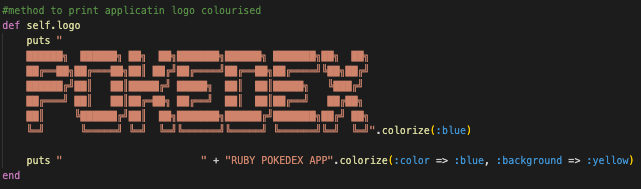 #method to print applicatin logo colourised
def self.logo
    puts "
    ██████╗  ██████╗ ██╗  ██╗███████╗██████╗ ███████╗██╗  ██╗
    ██╔══██╗██╔═══██╗██║ ██╔╝██╔════╝██╔══██╗██╔════╝╚██╗██╔╝
    ██████╔╝██║   ██║█████╔╝ █████╗  ██║  ██║█████╗   ╚███╔╝
    ██╔═══╝ ██║   ██║██╔═██╗ ██╔══╝  ██║  ██║██╔══╝   ██╔██╗
    ██║     ╚██████╔╝██║  ██╗███████╗██████╔╝███████╗██╔╝ ██╗
    ╚═╝      ╚═════╝ ╚═╝  ╚═╝╚══════╝╚═════╝ ╚══════╝╚═╝  ╚═╝".colorize(:blue)
    puts "                       " + "RUBY POKEDEX APP".colorize(:color => :blue, :background => :yellow)
end